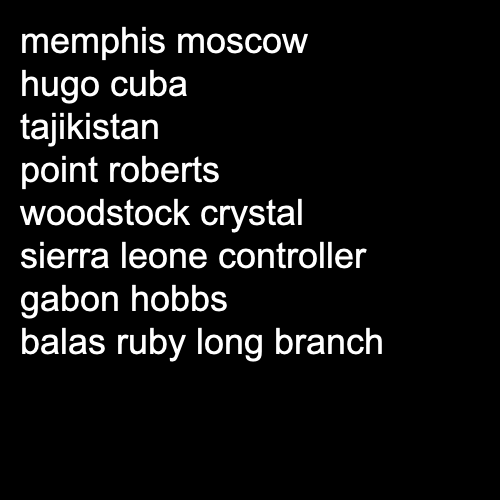 memphis moscow
hugo cuba
tajikistan
point roberts
woodstock crystal
sierra leone controller
gabon hobbs
balas ruby long branch